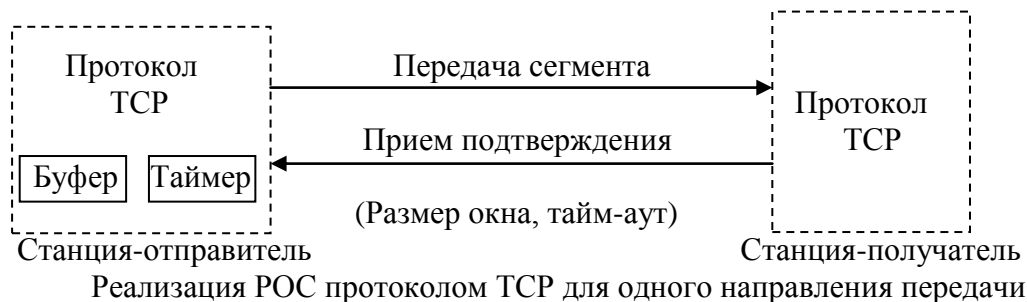 Протокол
TCP
Буфер
Таймер
Передача сегмента
Прием подтверждения
(Размер окна, тайм-аут)
Протокол
TCP
Станция-отправитель
Станция-получатель
Реализация РОС протоколом TCP для одного направления передачи